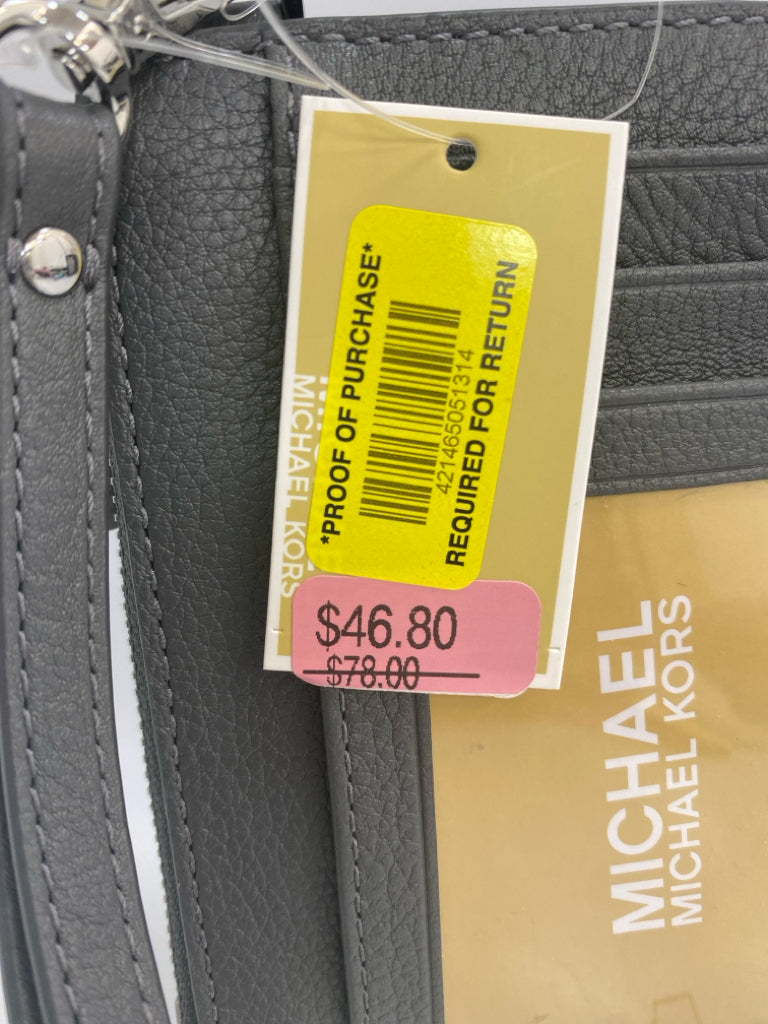 *PROOF OF PURCHASE*
421465051314
REQUIRED FOR RETURN
MICHAEL KORS
$46.80
$78.00
MICHAEL
MICHAEL KORS